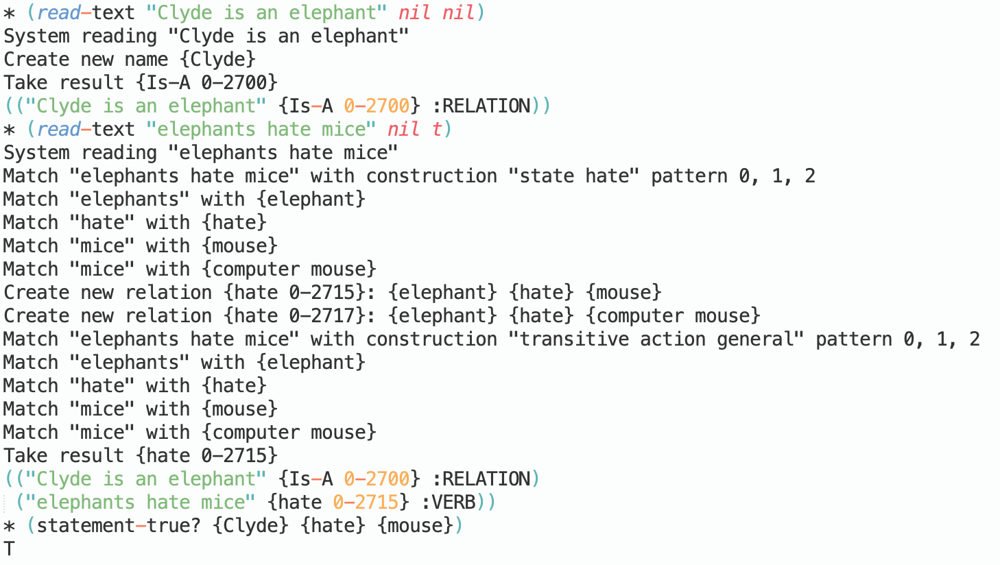 * (read-text "Clyde is an elephant" nil nil)
System reading "Clyde is an elephant"
Create new name {Clyde}
Take result {Is-A 0-2700}
(("Clyde is an elephant" {Is-A 0-2700} :RELATION))
* (read-text "elephants hate mice" nil t)
System reading "elephants hate mice"
Match "elephants hate mice" with construction "state hate" pattern 0, 1, 2
Match "elephants" with {elephant}
Match "hate" with {hate}
Match "mice" with {mouse}
Match "mice" with {computer mouse}
Create new relation {hate 0-2715}: {elephant} {hate} {mouse}
Create new relation {hate 0-2717}: {elephant} {hate} {computer mouse}
Match "elephants hate mice" with construction "transitive action general" pattern 0, 1, 2
Match "elephants" with {elephant}
Match "hate" with {hate}
Match "mice" with {mouse}
Match "mice" with {computer mouse}
Take result {hate 0-2715}
(("Clyde is an elephant" {Is-A 0-2700} :RELATION)
 ("elephants hate mice" {hate 0-2715} :VERB))
* (statement-true? {Clyde} {hate} {mouse})
T